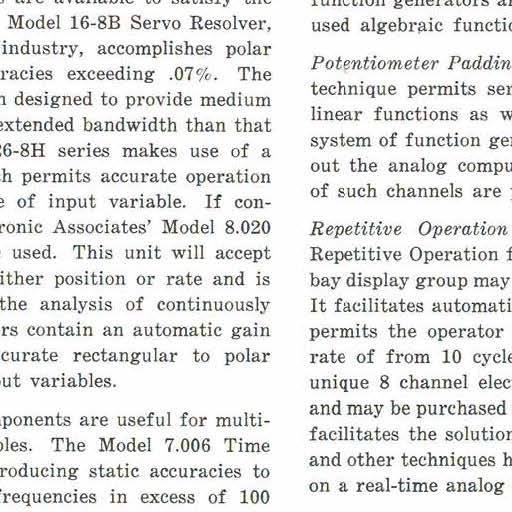 are available to satisfy the
Model 16-8B Servo Resolver,
industry, accomplishes polar
racies exceeding .07%. The
designed to provide medium
extended bandwidth than that
26-8H series makes use of a
permits accurate operation
of input variable. If con-
ronic Associates' Model 8.020
used. This unit will accept
ither position or rate and is
the analysis of continuously
rs contain an automatic gain
curate rectangular to polar
out variables.
ponents are useful for multi-
bles. The Model 7.006 Time
roducing static accuracies to
frequencies in excess of 100
function generators
used algebraic functio
Potentiometer Paddin
technique permits ser
linear functions as w
system of function gen
out the analog compu
of such channels are
Repetitive Operation
Repetitive Operation f
bay display group may
It facilitates automati
permits the operator
rate of from 10 cycle
unique 8 channel elec
and may be purchased
facilitates the solution
and other techniques h
on a real-time analog